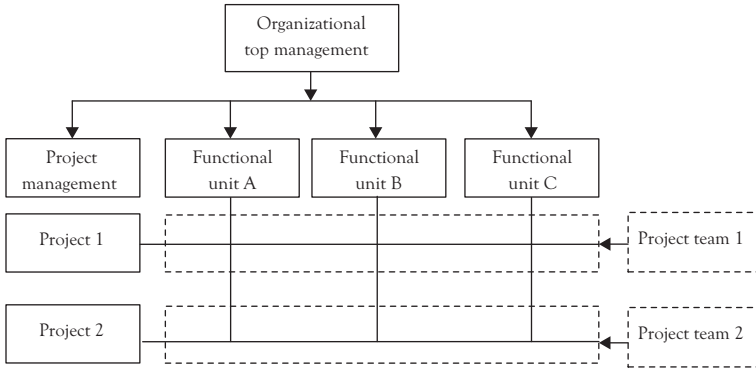 Organizational
top management
Project
management
Functional
unit A
Functional
unit B
Functional
unit C
Project 1
Project team 1
Project 2
Project team 2